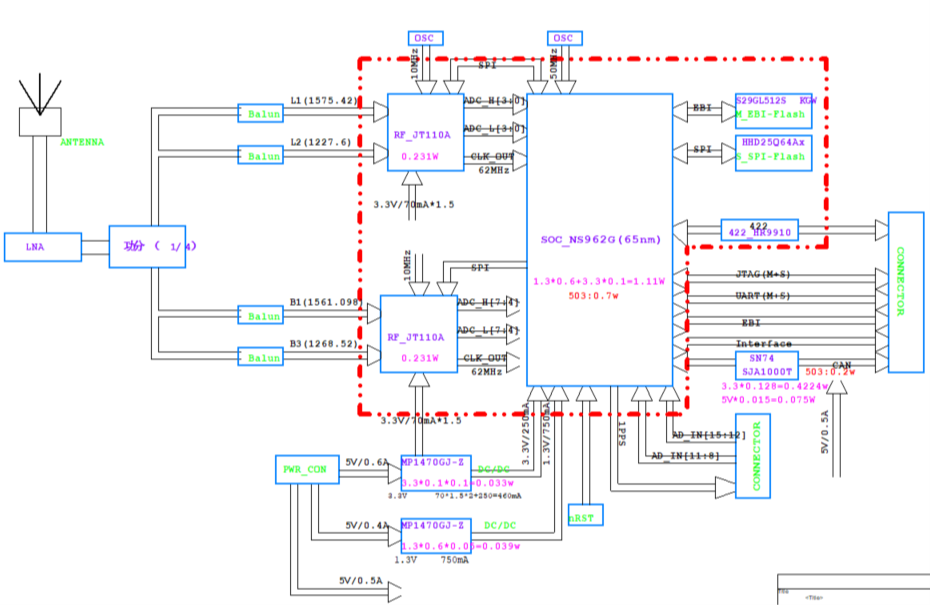 OSC
OSC
10MHz
SPI
50MHz
L1(1575.42)
ADC_H[3:0]
EBI
S29GL512S KGW
M_EBI-Flash
Balun
RF_JT110A
ADC_L[3:0]
ANTENNA
L2(1227.6)
0.231W
CLK_OUT
62MHz
SPI
HHD25Q64Ax
S_SPI-Flash
Balun
3.3V/70mA*1.5
LNA
功分 ( 1/4)
SOC_NS962G(65nm)
422
422_HR9910
CONNECTOR
10MHz
SPI
1.3*0.6+3.3*0.1=1.11W
503:0.7w
JTAG(M+S)
B1(1561.098)
ADC_H[7:4]
UART(M+S)
Balun
RF_JT110A
ADC_L[7:4]
EBI
B3(1268.52)
0.231W
CLK_OUT
62MHz
Interface
Balun
SN74
SJA1000T
503:0.2w
CAN
3.3*0.128=0.4224w
5V*0.015=0.075W
3.3V/70mA*1.5
3.3V/250mA
1.3V/750mA
1PPS
AD_IN[15:12]
AD_IN[11:8]
CONNECTOR
5V/0.5A
PWR_CON
5V/0.6A
MP1470GJ-Z
DC/DC
3.3*0.1*0.1=0.033w
3.3V 70*1.5*2+250=460mA
nRST
5V/0.4A
MP1470GJ-Z
DC/DC
1.3*0.6*0.05=0.039w
1.3V 750mA
5V/0.5A
Title
<Title>